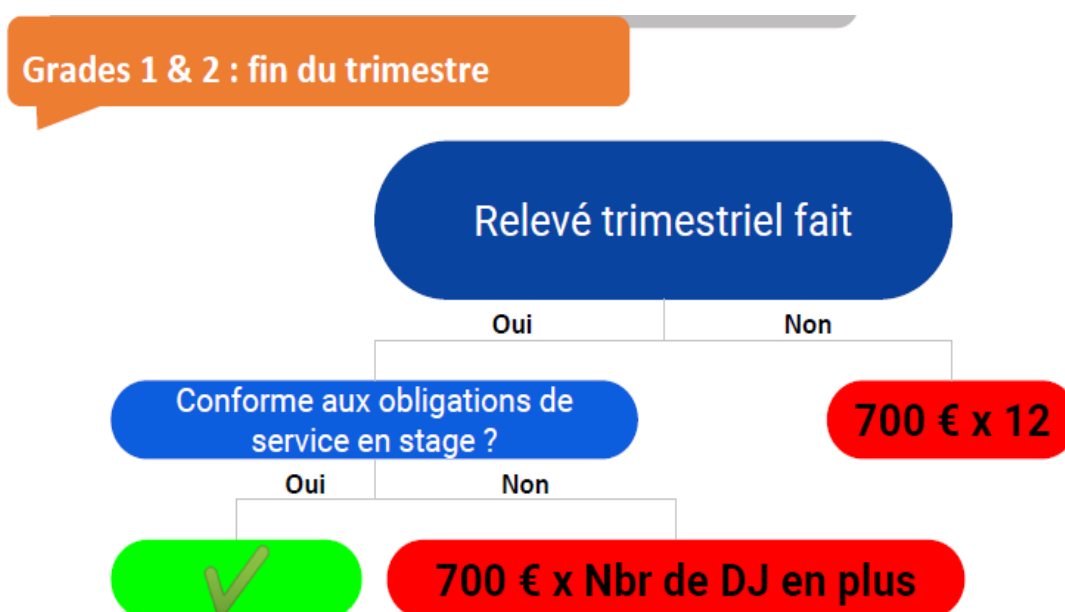 Grades 1 & 2 : fin du trimestre
Relevé trimestriel fait
Oui
Non
Conforme aux obligations de
service en stage ?
700 € x 12
Oui
Non
700 € x Nbr de DJ en plus